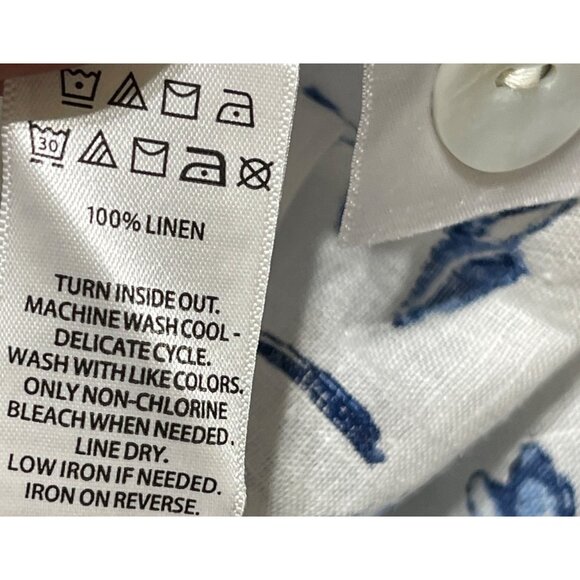 30
100% LINEN
TURN INSIDE OUT.
MACHINE WASH COOL -
DELICATE CYCLE.
WASH WITH LIKE COLORS.
ONLY NON-CHLORINE
BLEACH WHEN NEEDED.
LINE DRY.
LOW IRON IF NEEDED.
IRON ON REVERSE.